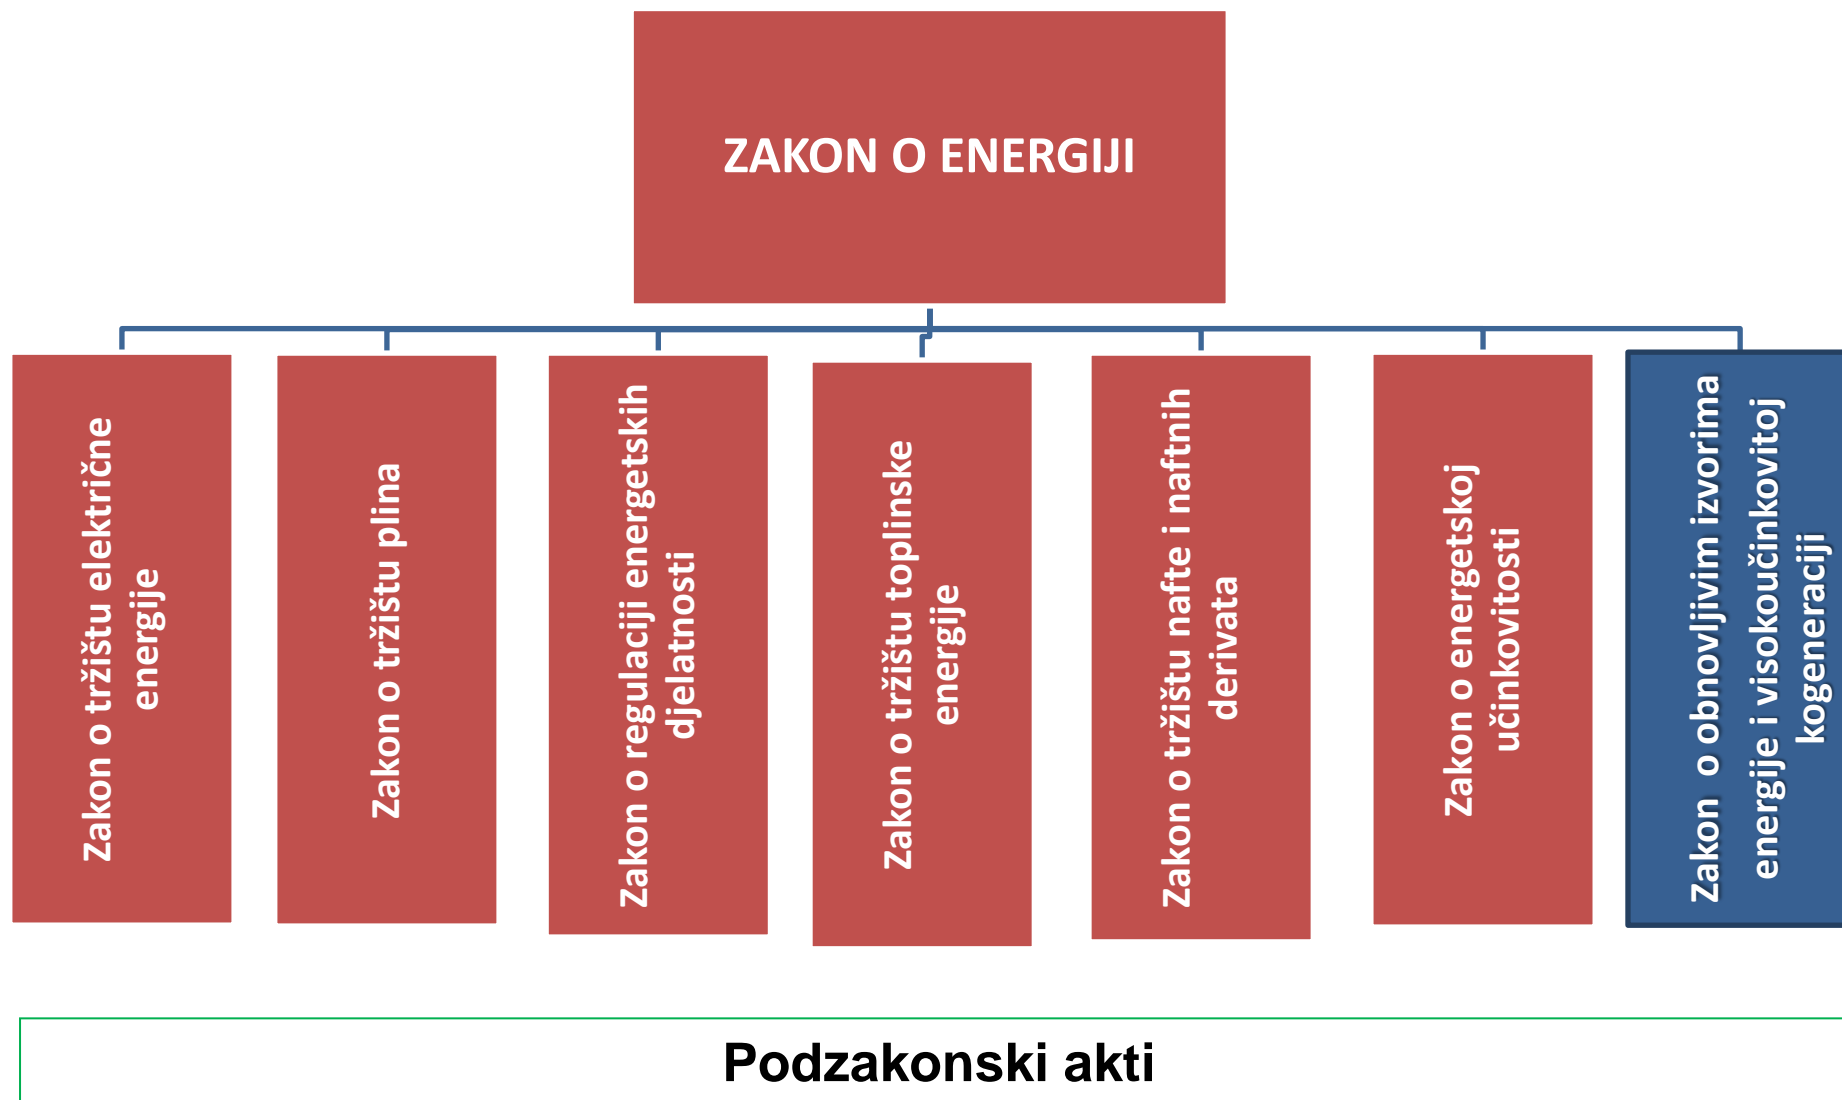 ZAKON O ENERGIJI
Zakon o tržištu električne
energije
Zakon o tržištu plina
Zakon o regulaciji energetskih
djelatnosti
Zakon o tržištu toplinske
energije
Zakon o tržištu nafte i naftnih
derivata
Zakon o energetskoj
učinkovitosti
Zakon o obnovljivim izvorima
energije i visokoučinkovitoj
kogeneraciji
Podzakonski akti